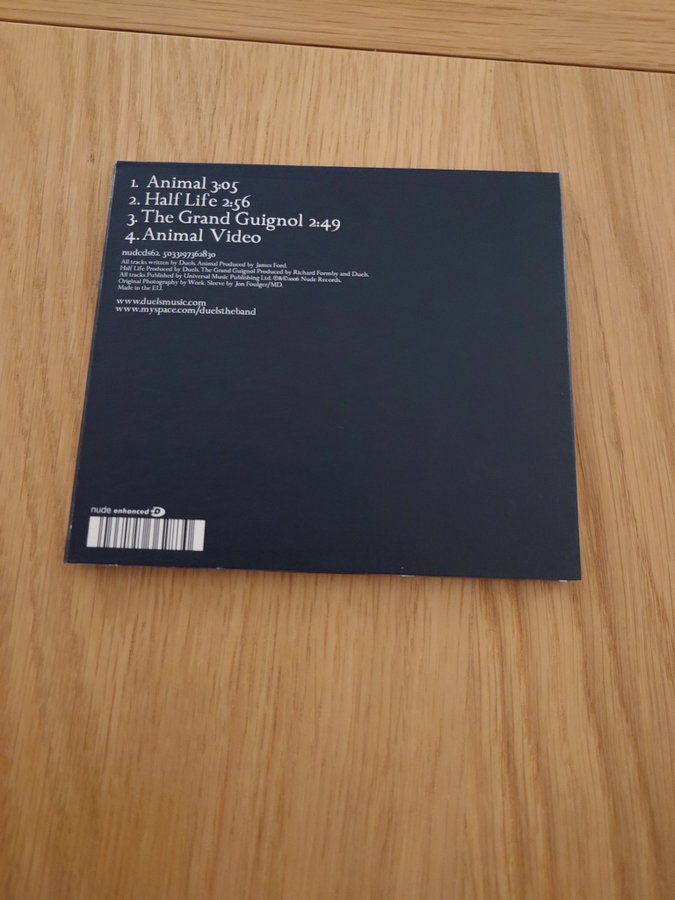 1. Animal 3:05
2. Half Life 2:56
3. The Grand Guignol 2:49
4. Animal Video
nudcds62. 5033197362830
All tracks written by Duels. Animal Produced by James Ford.
Half Life Produced by Duels. The Grand Guignol Produced by Richard Formby and Duels.
All tracks Published by Universal Music Publishing Ltd. ℗&©2006 Nude Records.
Original Photography by Work. Sleeve by Jon Foulger/MD.
Made in the EU.
www.duelsmusic.com
www.myspace.com/duelstheband
nude enhanced D